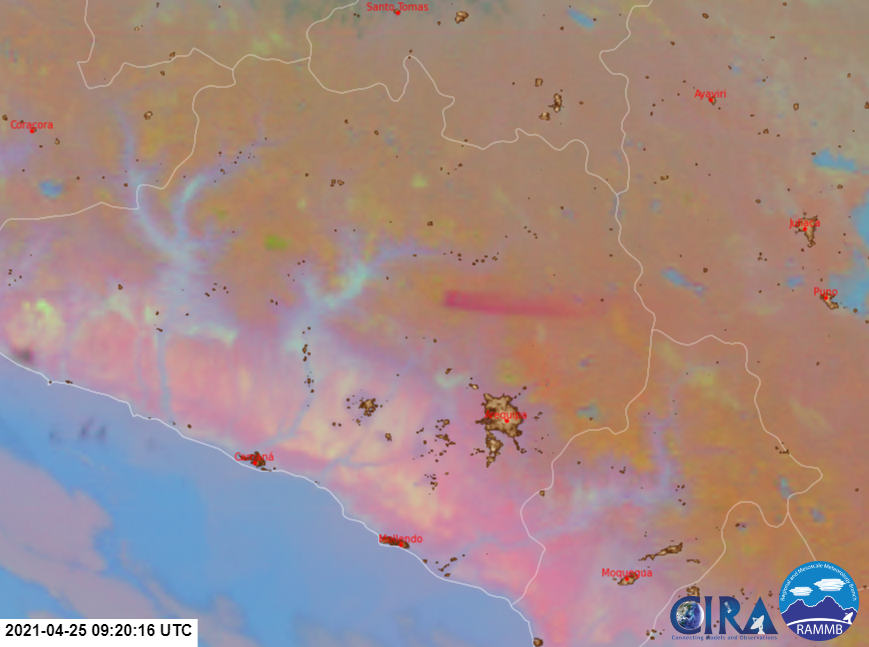 Santo Tomas
Ayaviri
Coracora
Juliaca
Puno
Arequipa
Camaná
Mollendo
Moquegua
2021-04-25 09:20:16 UTC
CIRA
Connecting Models and Observations
Regional and Mesoscale Meteorology Branch
RAMMB